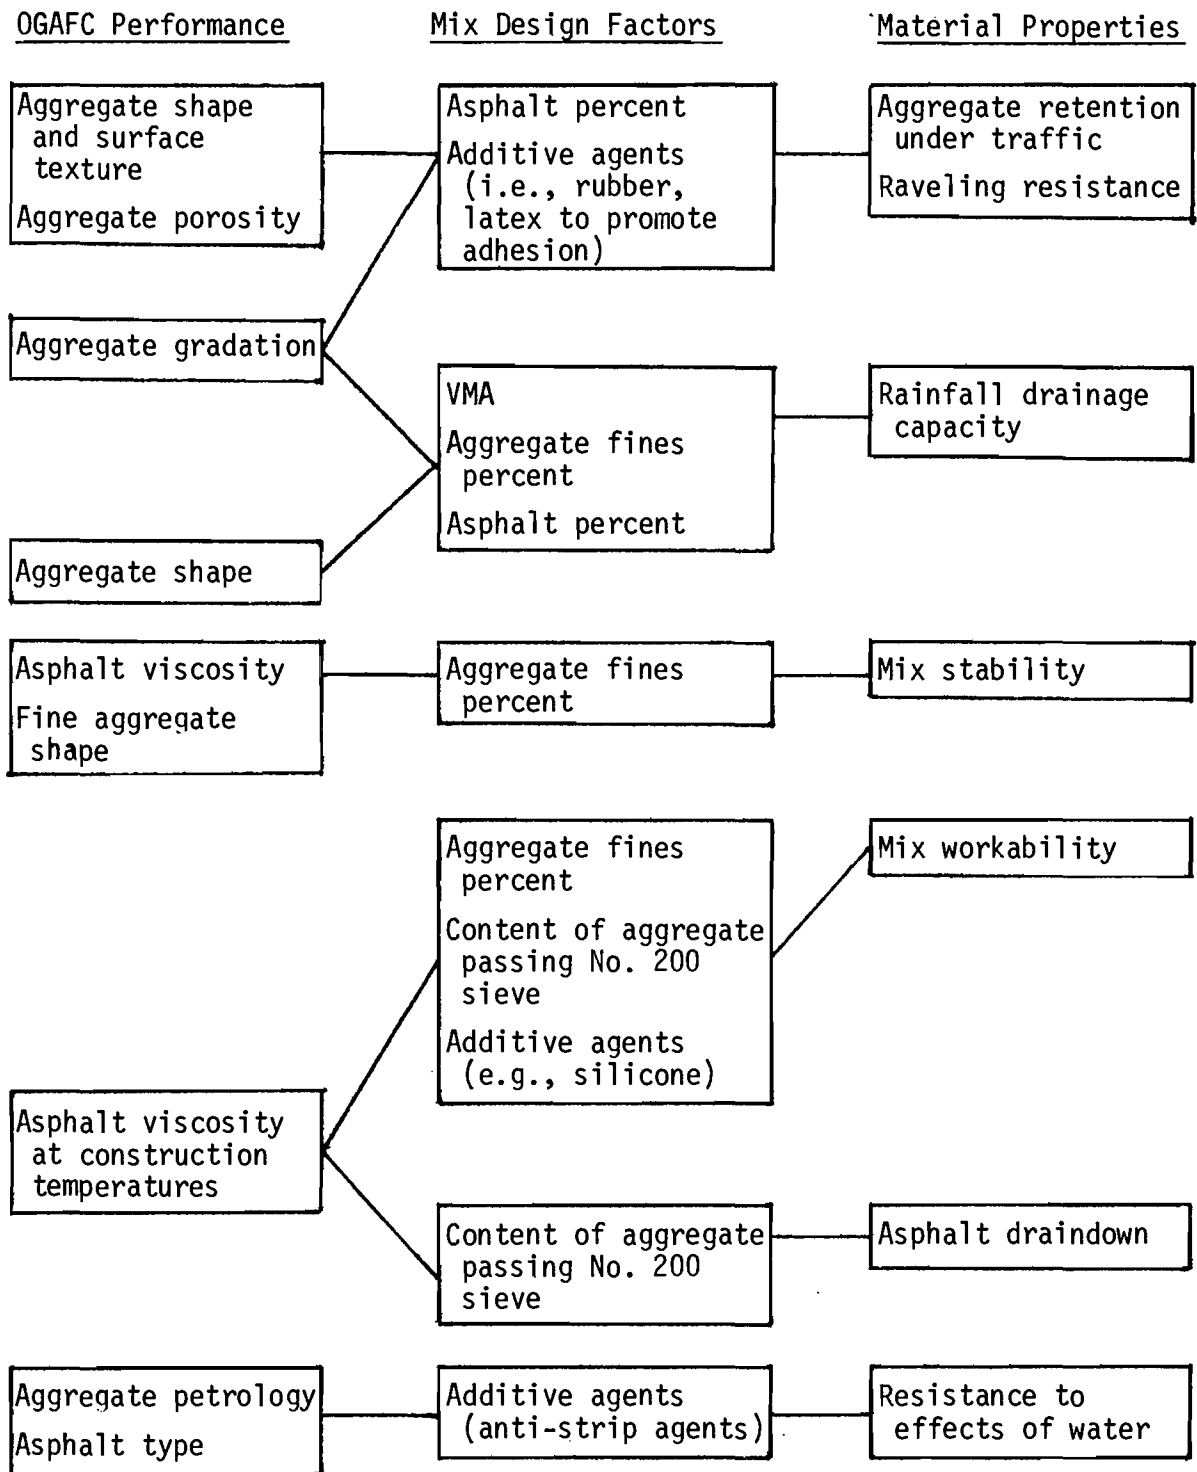 OGAFC Performance
Mix Design Factors
Material Properties
Aggregate shape
and surface
texture
Aggregate porosity
Asphalt percent
Additive agents
(i.e., rubber,
latex to promote
adhesion)
Aggregate retention
under traffic
Raveling resistance
Aggregate gradation
VMA
Aggregate fines
percent
Asphalt percent
Rainfall drainage
capacity
Aggregate shape
Asphalt viscosity
Fine aggregate
shape
Aggregate fines
percent
Mix stability
Aggregate fines
percent
Content of aggregate
passing No. 200
sieve
Additive agents
(e.g., silicone)
Mix workability
Asphalt viscosity
at construction
temperatures
Content of aggregate
passing No. 200
sieve
Asphalt draindown
Aggregate petrology
Asphalt type
Additive agents
(anti-strip agents)
Resistance to
effects of water